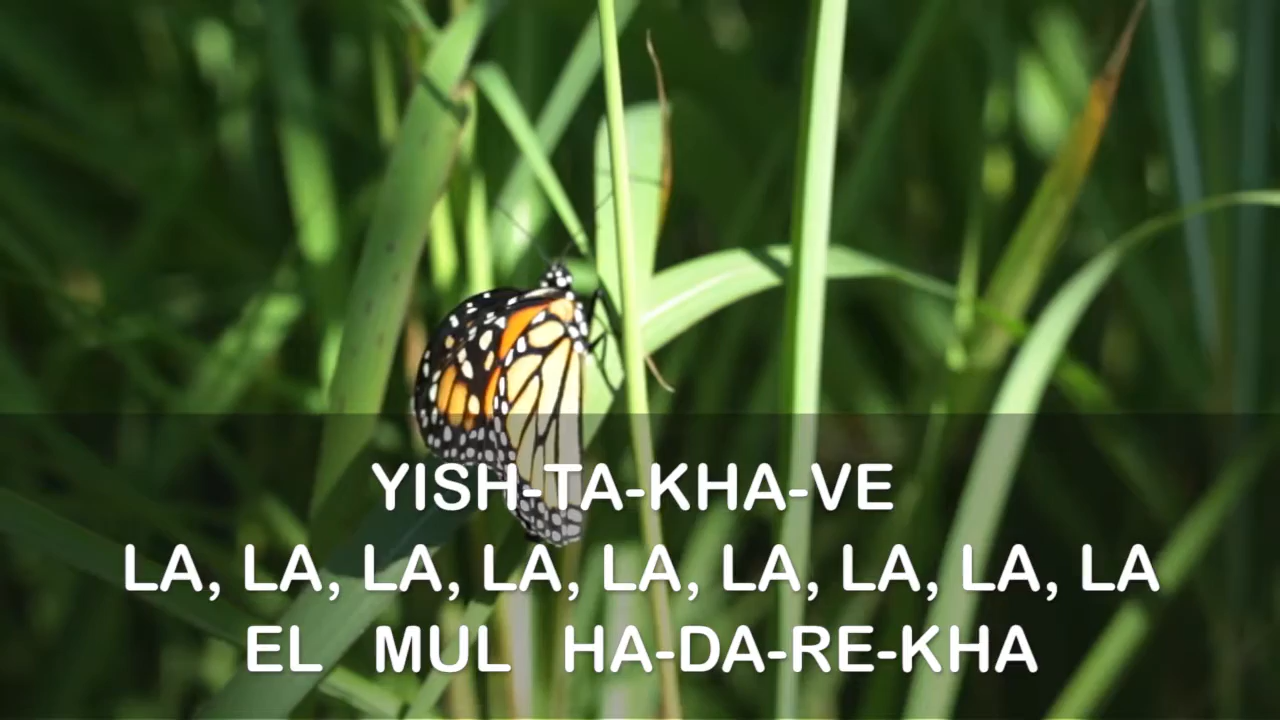 YISH-TA-KHA-VE
LA, LA, LA, LA, LA, LA, LA, LA, LA
EL MUL HA-DA-RE-KHA